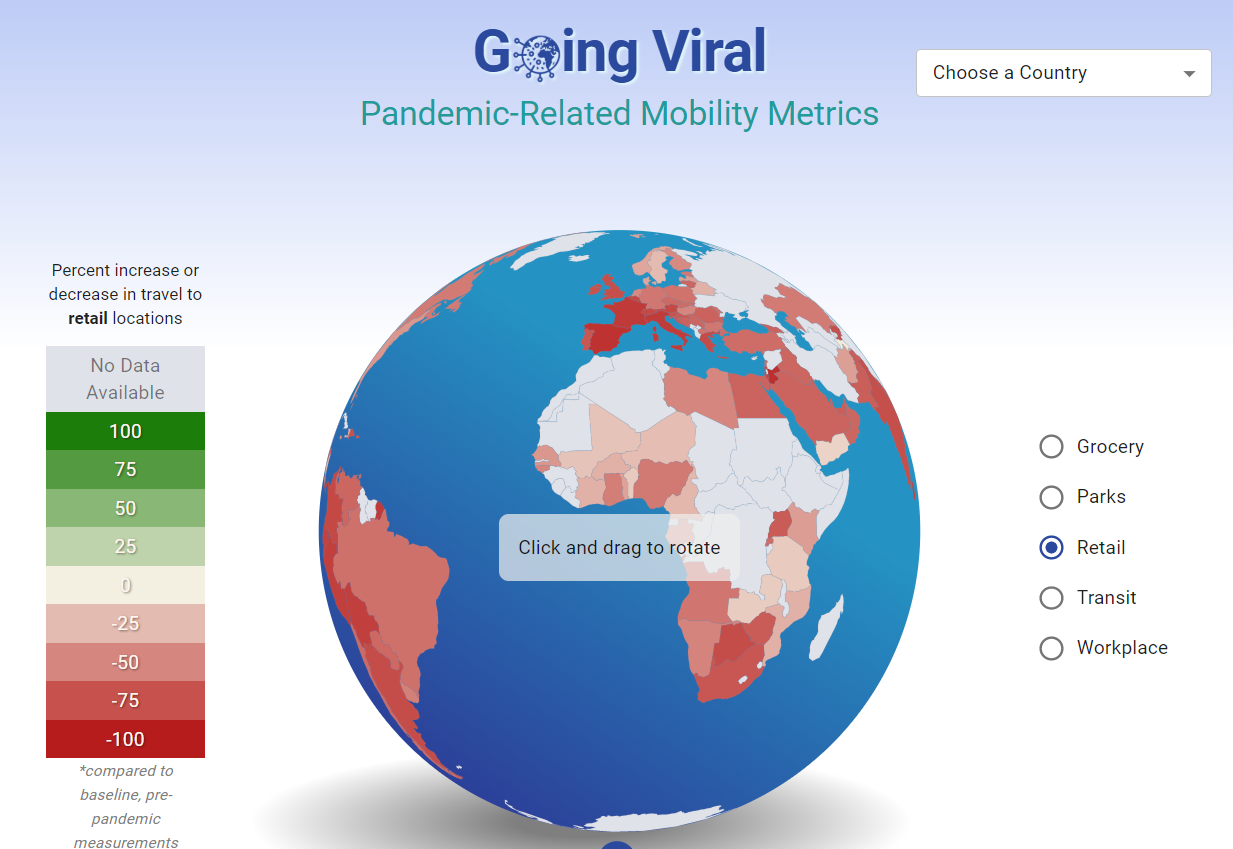 Going Viral
Pandemic-Related Mobility Metrics
Choose a Country
Percent increase or
decrease in travel to
retail locations
No Data
Available
100
75
50
25
0
-25
-50
-75
-100
*compared to
baseline, pre-
pandemic
measurements
Click and drag to rotate
Grocery
Parks
Retail
Transit
Workplace